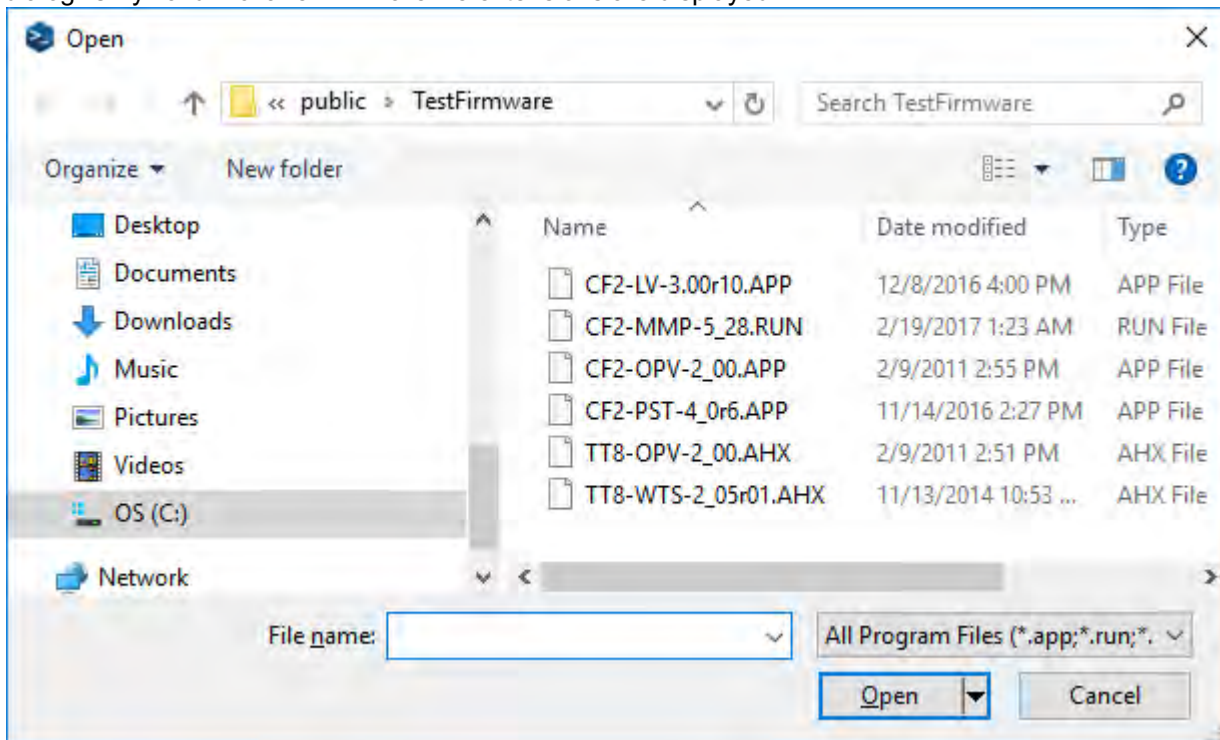 Open
« public › TestFirmware
Search TestFirmware
Organize
New folder
Name
Date modified
Type
Desktop
Documents
Downloads
Music
Pictures
Videos
OS (C:)
Network
CF2-LV-3.00r10.APP 12/8/2016 4:00 PM APP File
CF2-MMP-5_28.RUN 2/19/2017 1:23 AM RUN File
CF2-OPV-2_00.APP 2/9/2011 2:55 PM APP File
CF2-PST-4_0r6.APP 11/14/2016 2:27 PM APP File
TT8-OPV-2_00.AHX 2/9/2011 2:51 PM AHX File
TT8-WTS-2_05r01.AHX 11/13/2014 10:53 ... AHX File
File name:
All Program Files (*.app;*.run;*.
Open
Cancel